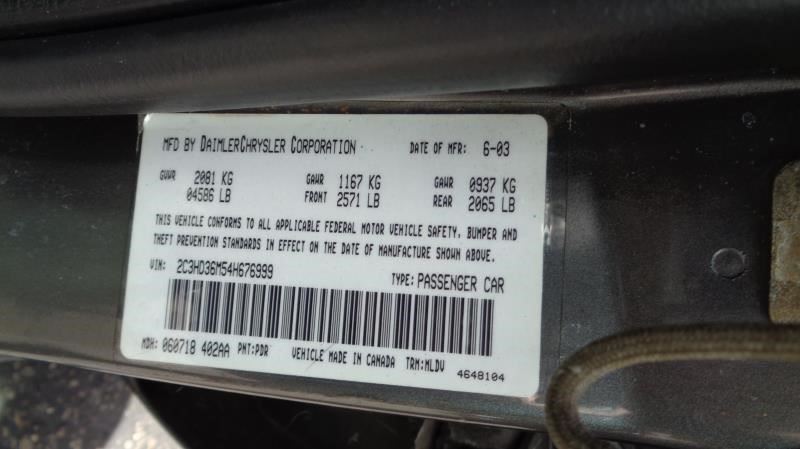 MFD BY DAIMLERCHRYSLER CORPORATION DATE OF MFR: 6-03
GVWR 2081 KG GAWR 1167 KG GAWR 0937 KG
04586 LB FRONT 2571 LB REAR 2065 LB
THIS VEHICLE CONFORMS TO ALL APPLICABLE FEDERAL MOTOR VEHICLE SAFETY, BUMPER AND
THEFT PREVENTION STANDARDS IN EFFECT ON THE DATE OF MANUFACTURE SHOWN ABOVE.
VIN: 2C3HD36M54H676999 TYPE: PASSENGER CAR
MDH: 060718 402AA PNT:PDR VEHICLE MADE IN CANADA TRM:MLDV
4648104